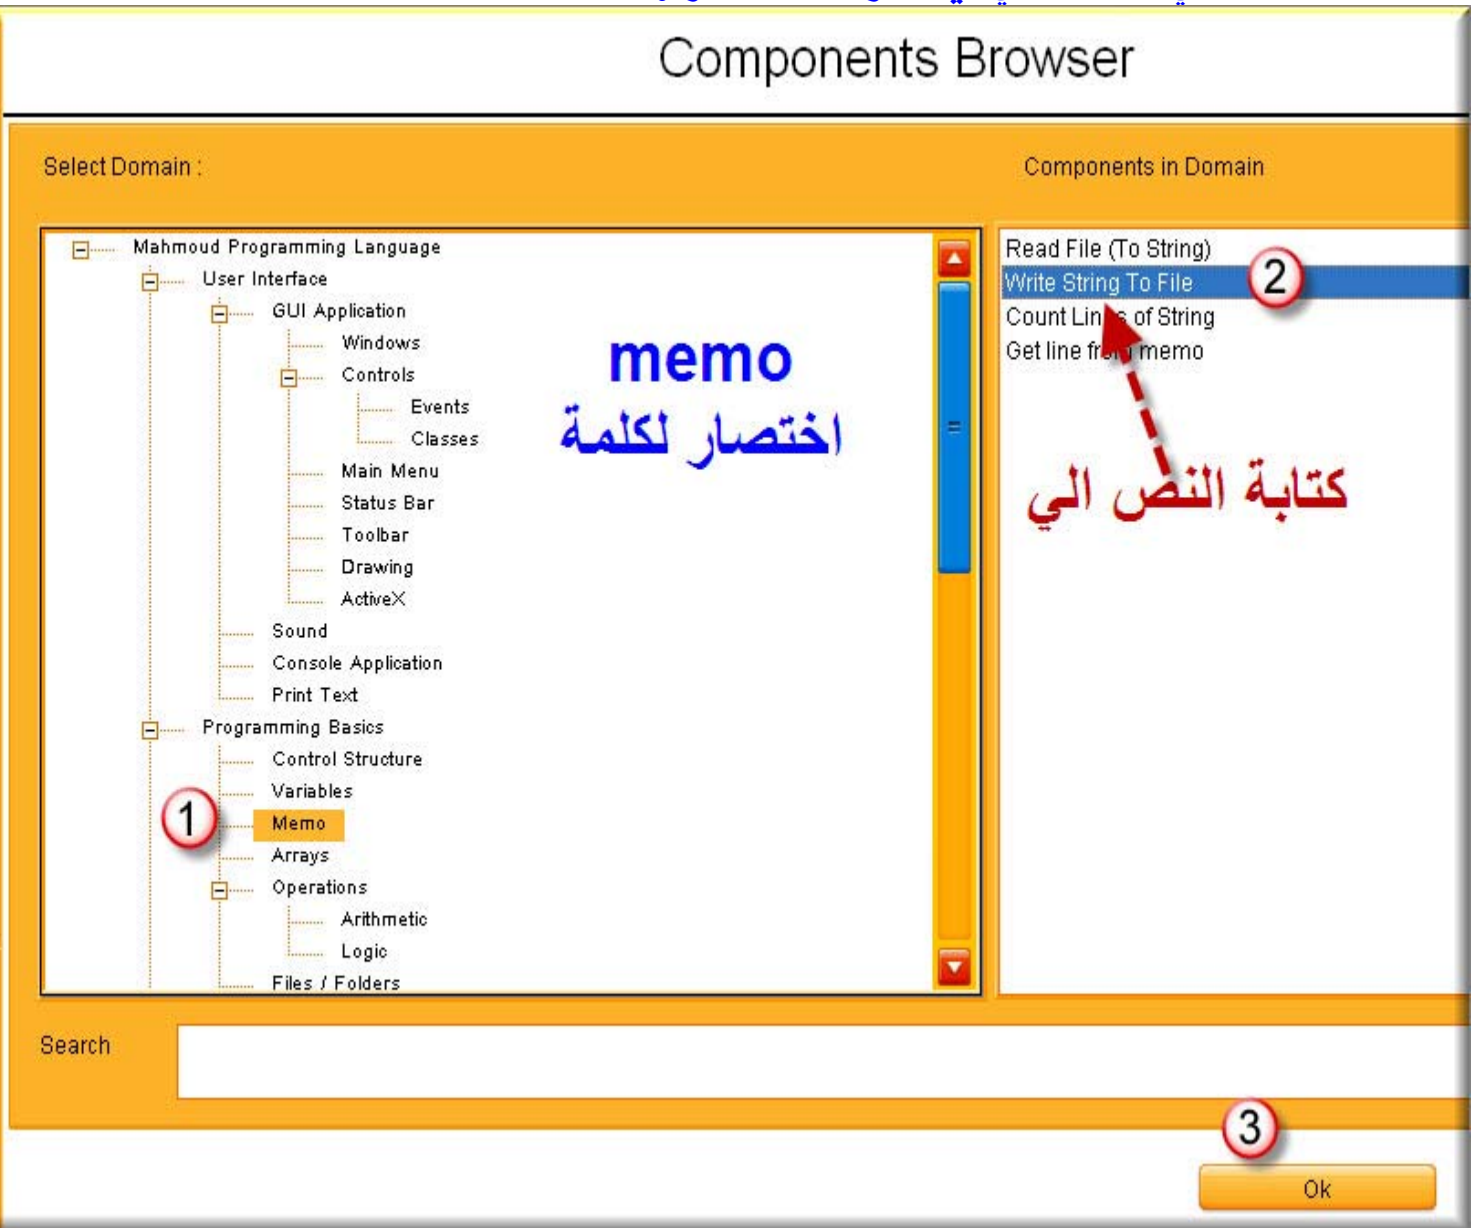 Components Browser
Select Domain :
Components in Domain
Mahmoud Programming Language
User Interface
GUI Application
Windows
Controls
Events
Classes
Main Menu
Status Bar
Toolbar
Drawing
ActiveX
Sound
Console Application
Print Text
Programming Basics
Control Structure
Variables
1
Memo
Arrays
Operations
Arithmetic
Logic
Files / Folders
memo
اختصار لكلمة
Read File (To String)
Write String To File
2
Count Lines of String
Get line from memo
كتابة النص الي
Search
3
Ok